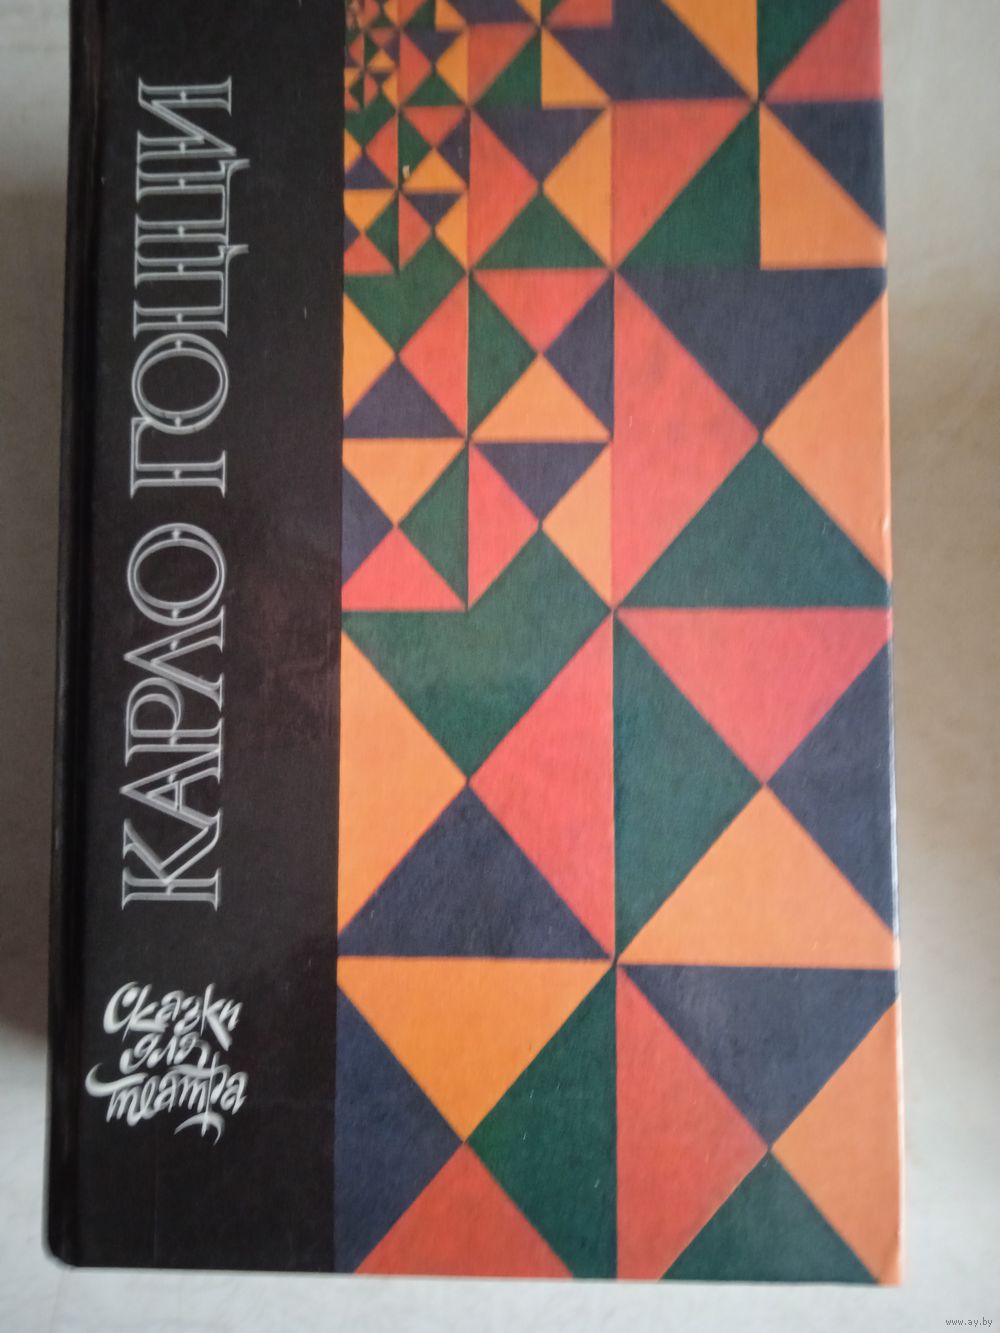 КАРЛО ГОЦЦИ
Сказки
для
театра
www.ay.by